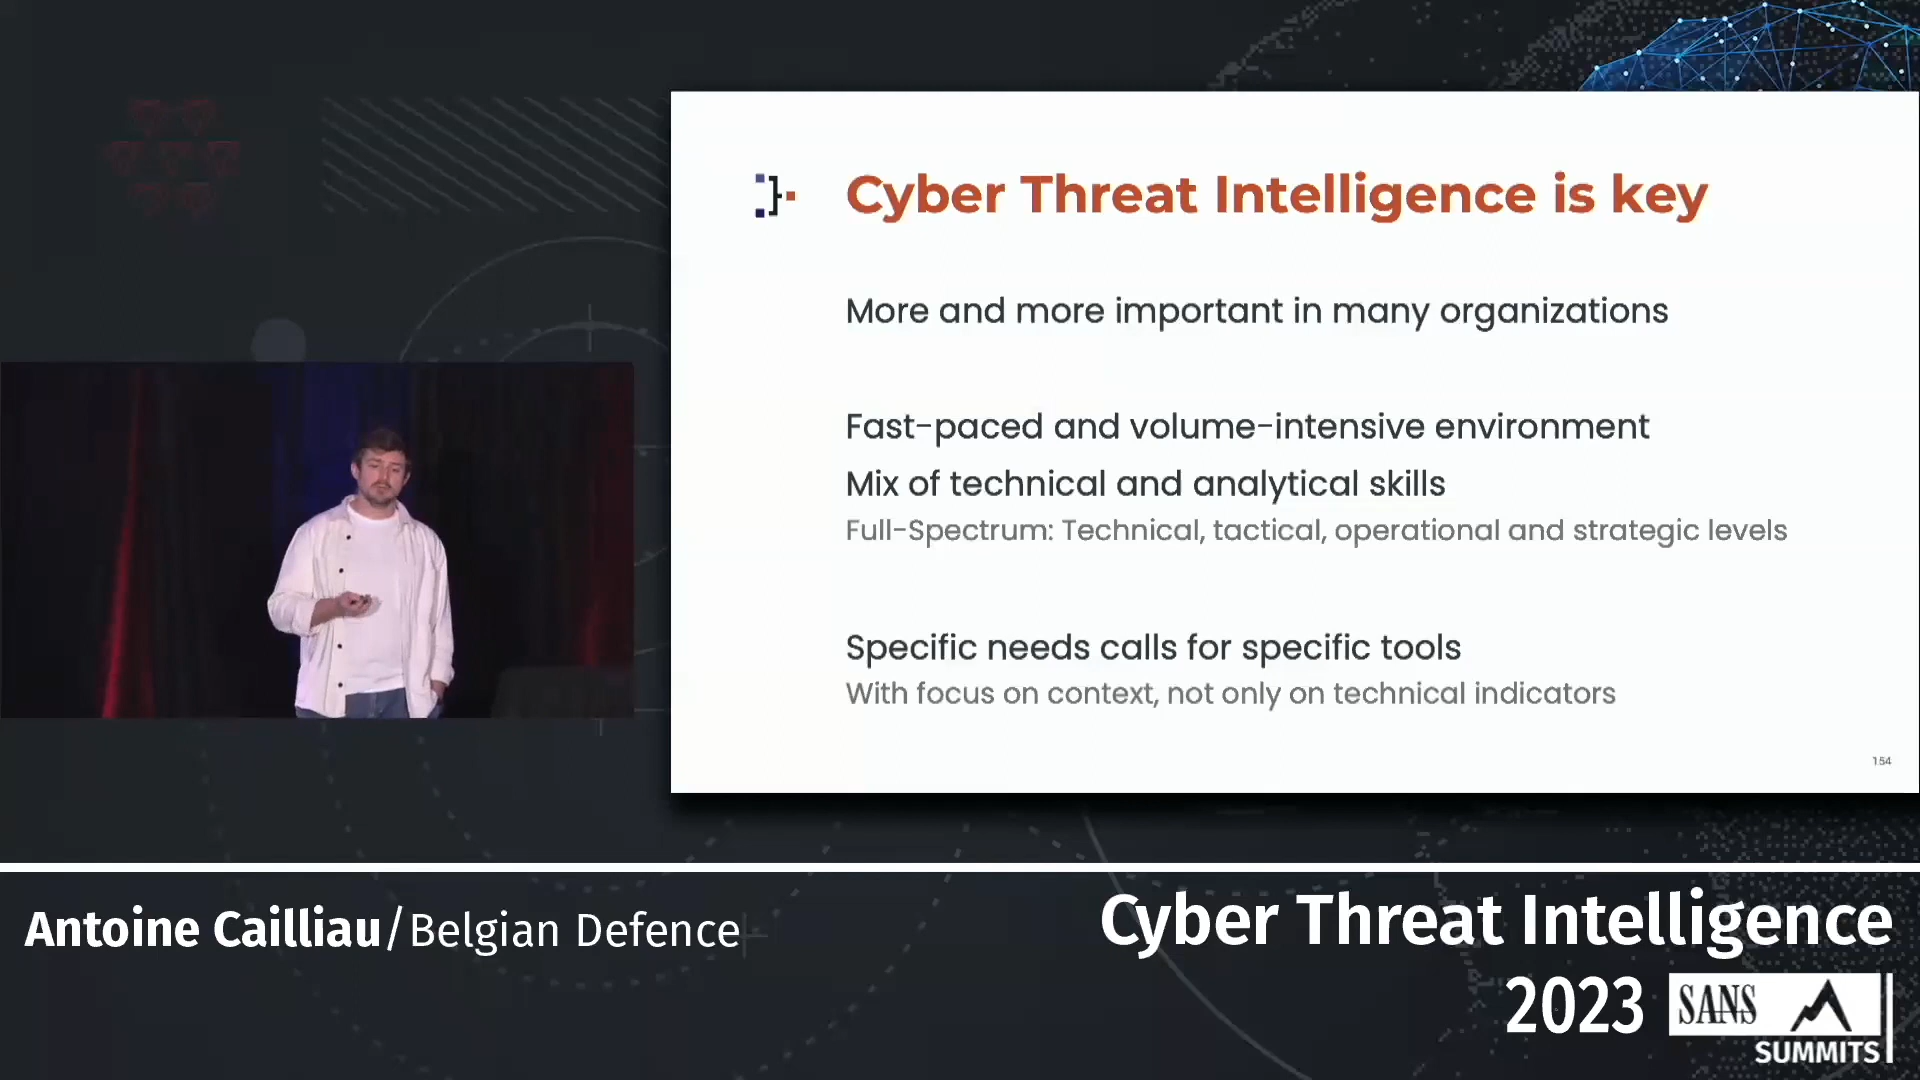 Cyber Threat Intelligence is key
More and more important in many organizations
Fast-paced and volume-intensive environment
Mix of technical and analytical skills
Full-Spectrum: Technical, tactical, operational and strategic levels
Specific needs calls for specific tools
With focus on context, not only on technical indicators
154
Antoine Cailliau/Belgian Defence
Cyber Threat Intelligence
2023 SANS
SUMMITS